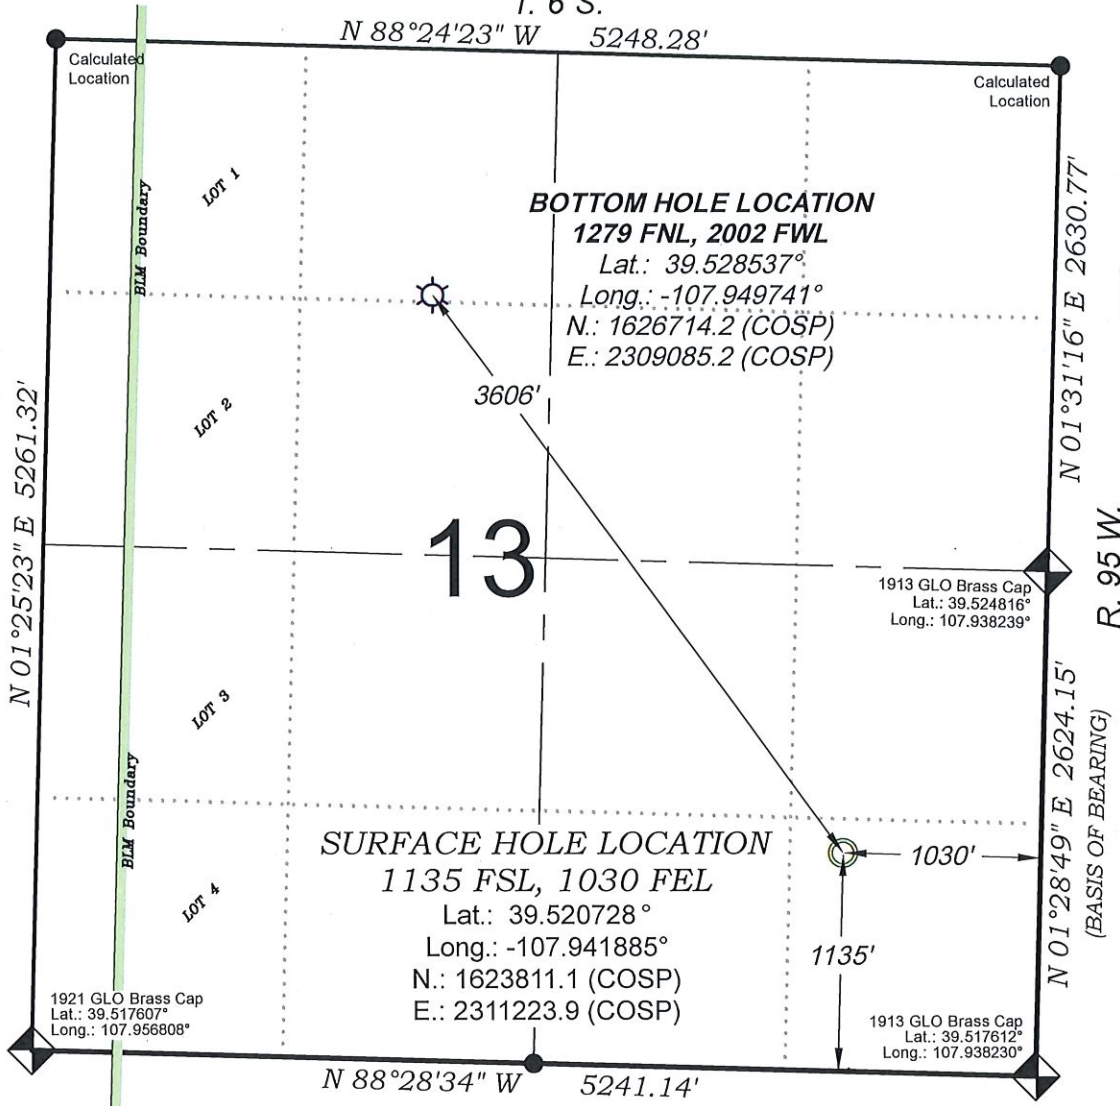 T. 6 S.
N 88°24'23" W 5248.28'
Calculated
Location
Calculated
Location
LOT 1
BLM Boundary
BOTTOM HOLE LOCATION
1279 FNL, 2002 FWL
Lat.: 39.528537°
Long.: -107.949741°
N.: 1626714.2 (COSP)
E.: 2309085.2 (COSP)
N 01°31'16" E 2630.77'
3606'
LOT 2
N 01°25'23" E 5261.32'
13
R. 95 W.
1913 GLO Brass Cap
Lat.: 39.524816°
Long.: 107.938239°
LOT 3
BLM Boundary
N 01°28'49" E 2624.15'
(BASIS OF BEARING)
SURFACE HOLE LOCATION
1135 FSL, 1030 FEL
Lat.: 39.520728°
Long.: -107.941885°
N.: 1623811.1 (COSP)
E.: 2311223.9 (COSP)
1030'
1135'
LOT 4
1921 GLO Brass Cap
Lat.: 39.517607°
Long.: 107.956808°
1913 GLO Brass Cap
Lat.: 39.517612°
Long.: 107.938230°
N 88°28'34" W 5241.14'